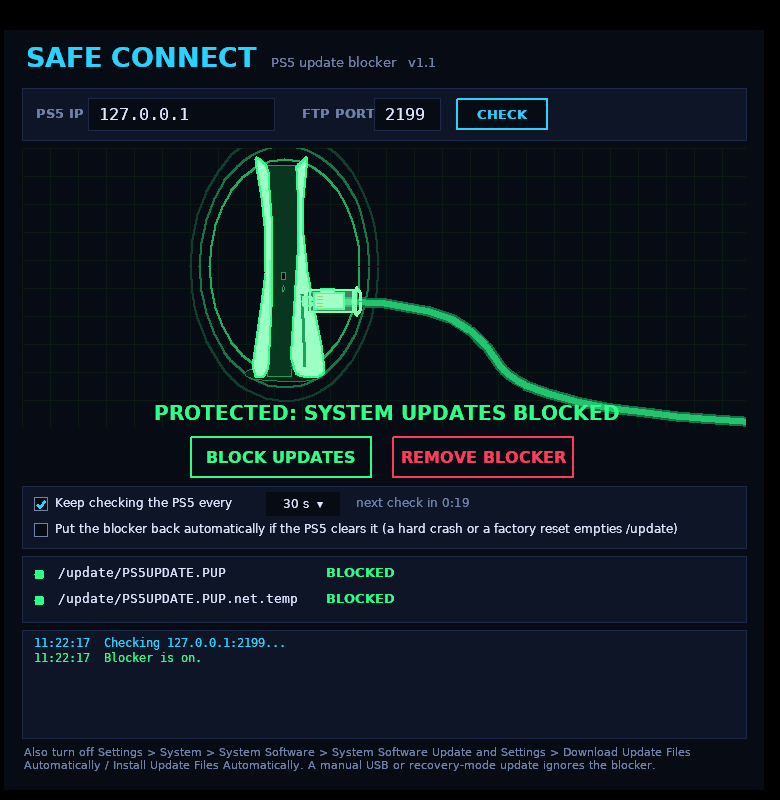 SAFE CONNECT PS5 update blocker v1.1
PS5 IP 127.0.0.1 FTP PORT 2199 CHECK
PROTECTED: SYSTEM UPDATES BLOCKED
BLOCK UPDATES REMOVE BLOCKER
Keep checking the PS5 every 30 s ▾ next check in 0:19
Put the blocker back automatically if the PS5 clears it (a hard crash or a factory reset empties /update)
/update/PS5UPDATE.PUP BLOCKED
/update/PS5UPDATE.PUP.net.temp BLOCKED
11:22:17 Checking 127.0.0.1:2199...
11:22:17 Blocker is on.
Also turn off Settings > System > System Software > System Software Update and Settings > Download Update Files
Automatically / Install Update Files Automatically. A manual USB or recovery-mode update ignores the blocker.